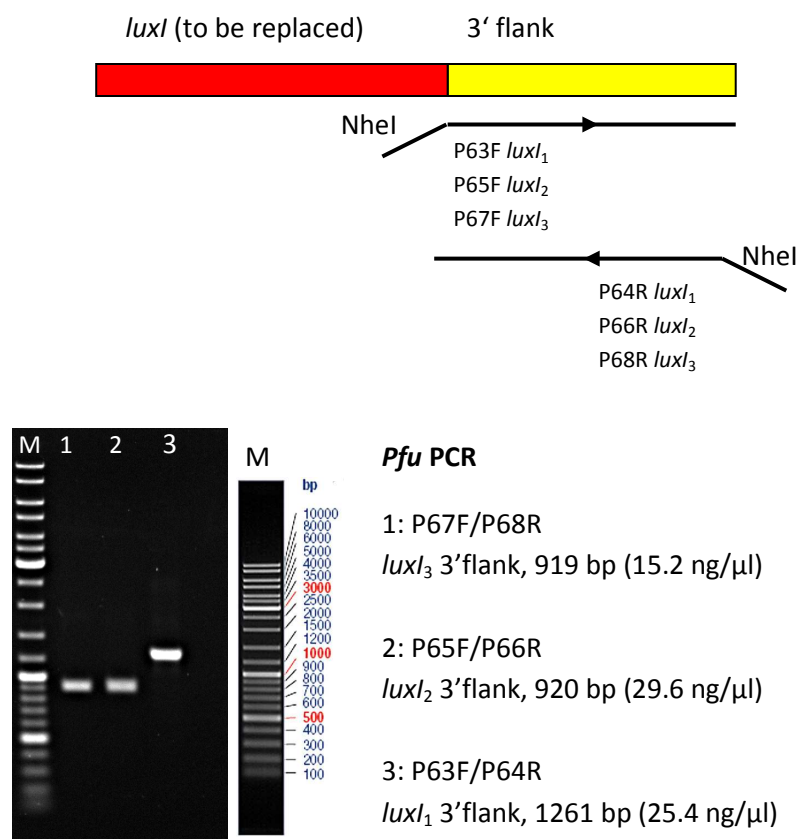 luxI (to be replaced) 3‘ flank
NheI
P63F luxI₁
P65F luxI₂
P67F luxI₃
NheI
P64R luxI₁
P66R luxI₂
P68R luxI₃
M 1 2 3
M
bp
10000
8000
6000
5000
4000
3500
3000
2500
2000
1500
1200
1000
900
800
700
600
500
400
300
200
100
Pfu PCR
1: P67F/P68R
luxI₃ 3’flank, 919 bp (15.2 ng/µl)
2: P65F/P66R
luxI₂ 3’flank, 920 bp (29.6 ng/µl)
3: P63F/P64R
luxI₁ 3’flank, 1261 bp (25.4 ng/µl)